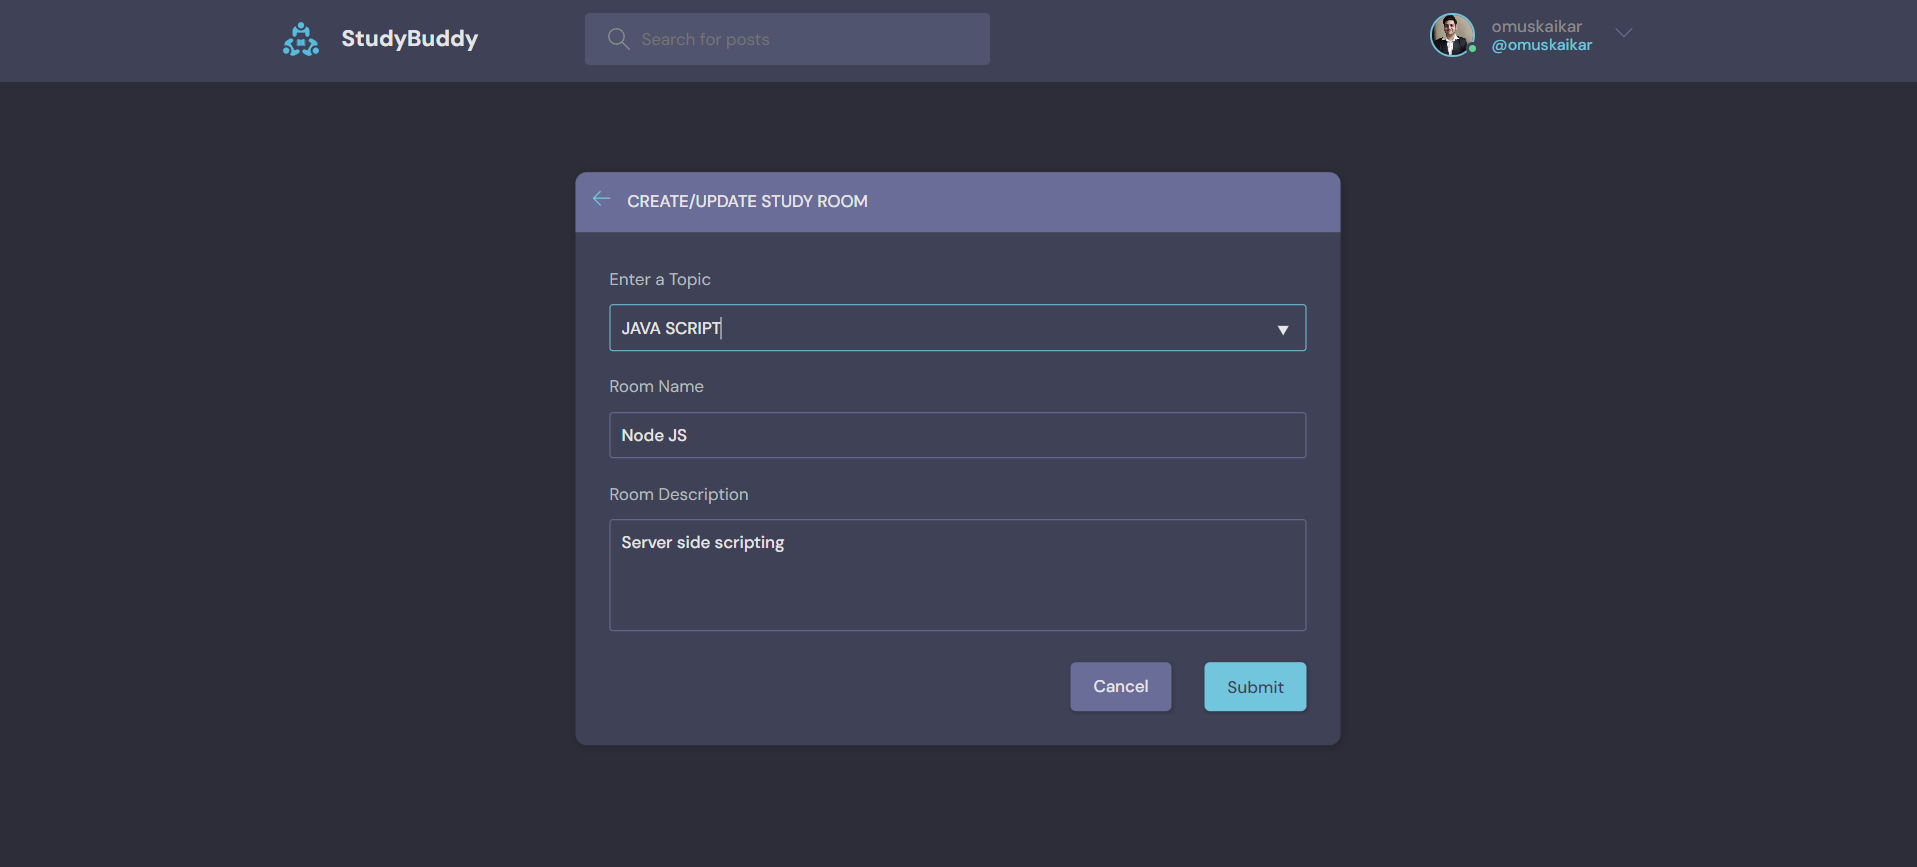 StudyBuddy
Search for posts
omuskaikar
@omuskaikar
CREATE/UPDATE STUDY ROOM
Enter a Topic
JAVA SCRIPT
Room Name
Node JS
Room Description
Server side scripting
Cancel
Submit